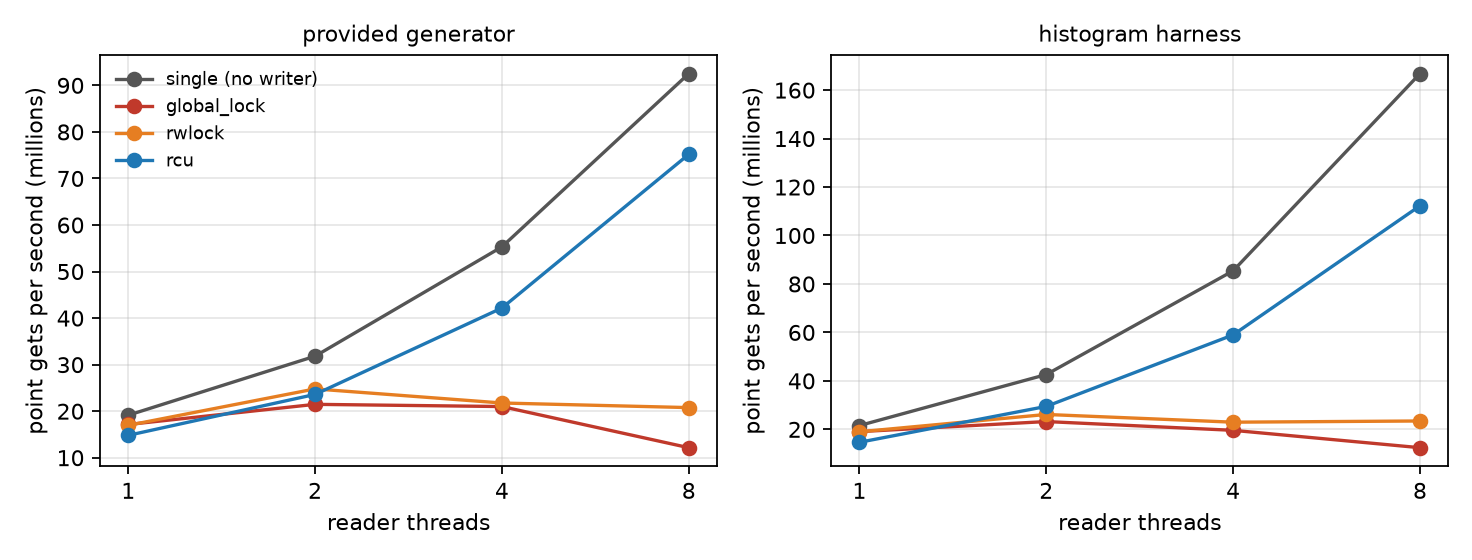 provided generator
point gets per second (millions)
90
80
70
60
50
40
30
20
10
single (no writer)
global_lock
rwlock
rcu
1
2
4
8
reader threads
histogram harness
point gets per second (millions)
160
140
120
100
80
60
40
20
1
2
4
8
reader threads